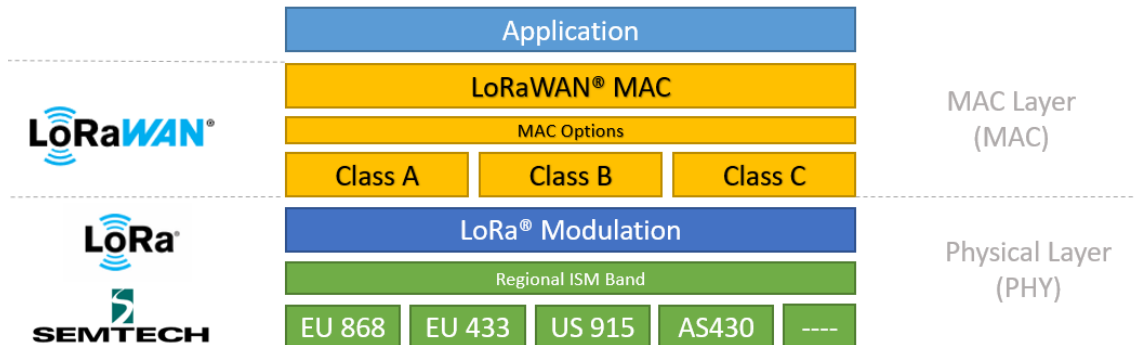 Application
LoRaWAN®
LoRaWAN® MAC
MAC Options
Class A Class B Class C
MAC Layer
(MAC)
LoRa®
SEMTECH
LoRa® Modulation
Regional ISM Band
EU 868 EU 433 US 915 AS430 ----
Physical Layer
(PHY)